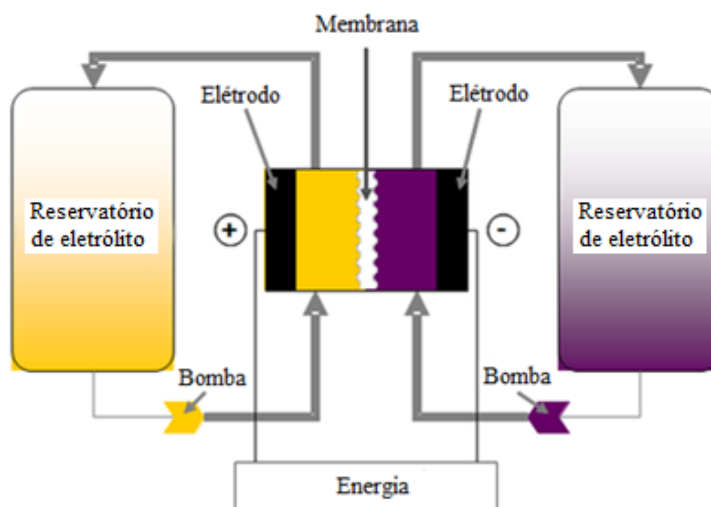 Membrana
Elétrodo
Elétrodo
Reservatório
de eletrólito
Reservatório
de eletrólito
+
-
Bomba
Bomba
Energia